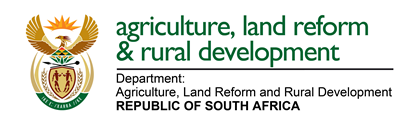 agriculture, land reform
& rural development
Department:
Agriculture, Land Reform and Rural Development
REPUBLIC OF SOUTH AFRICA